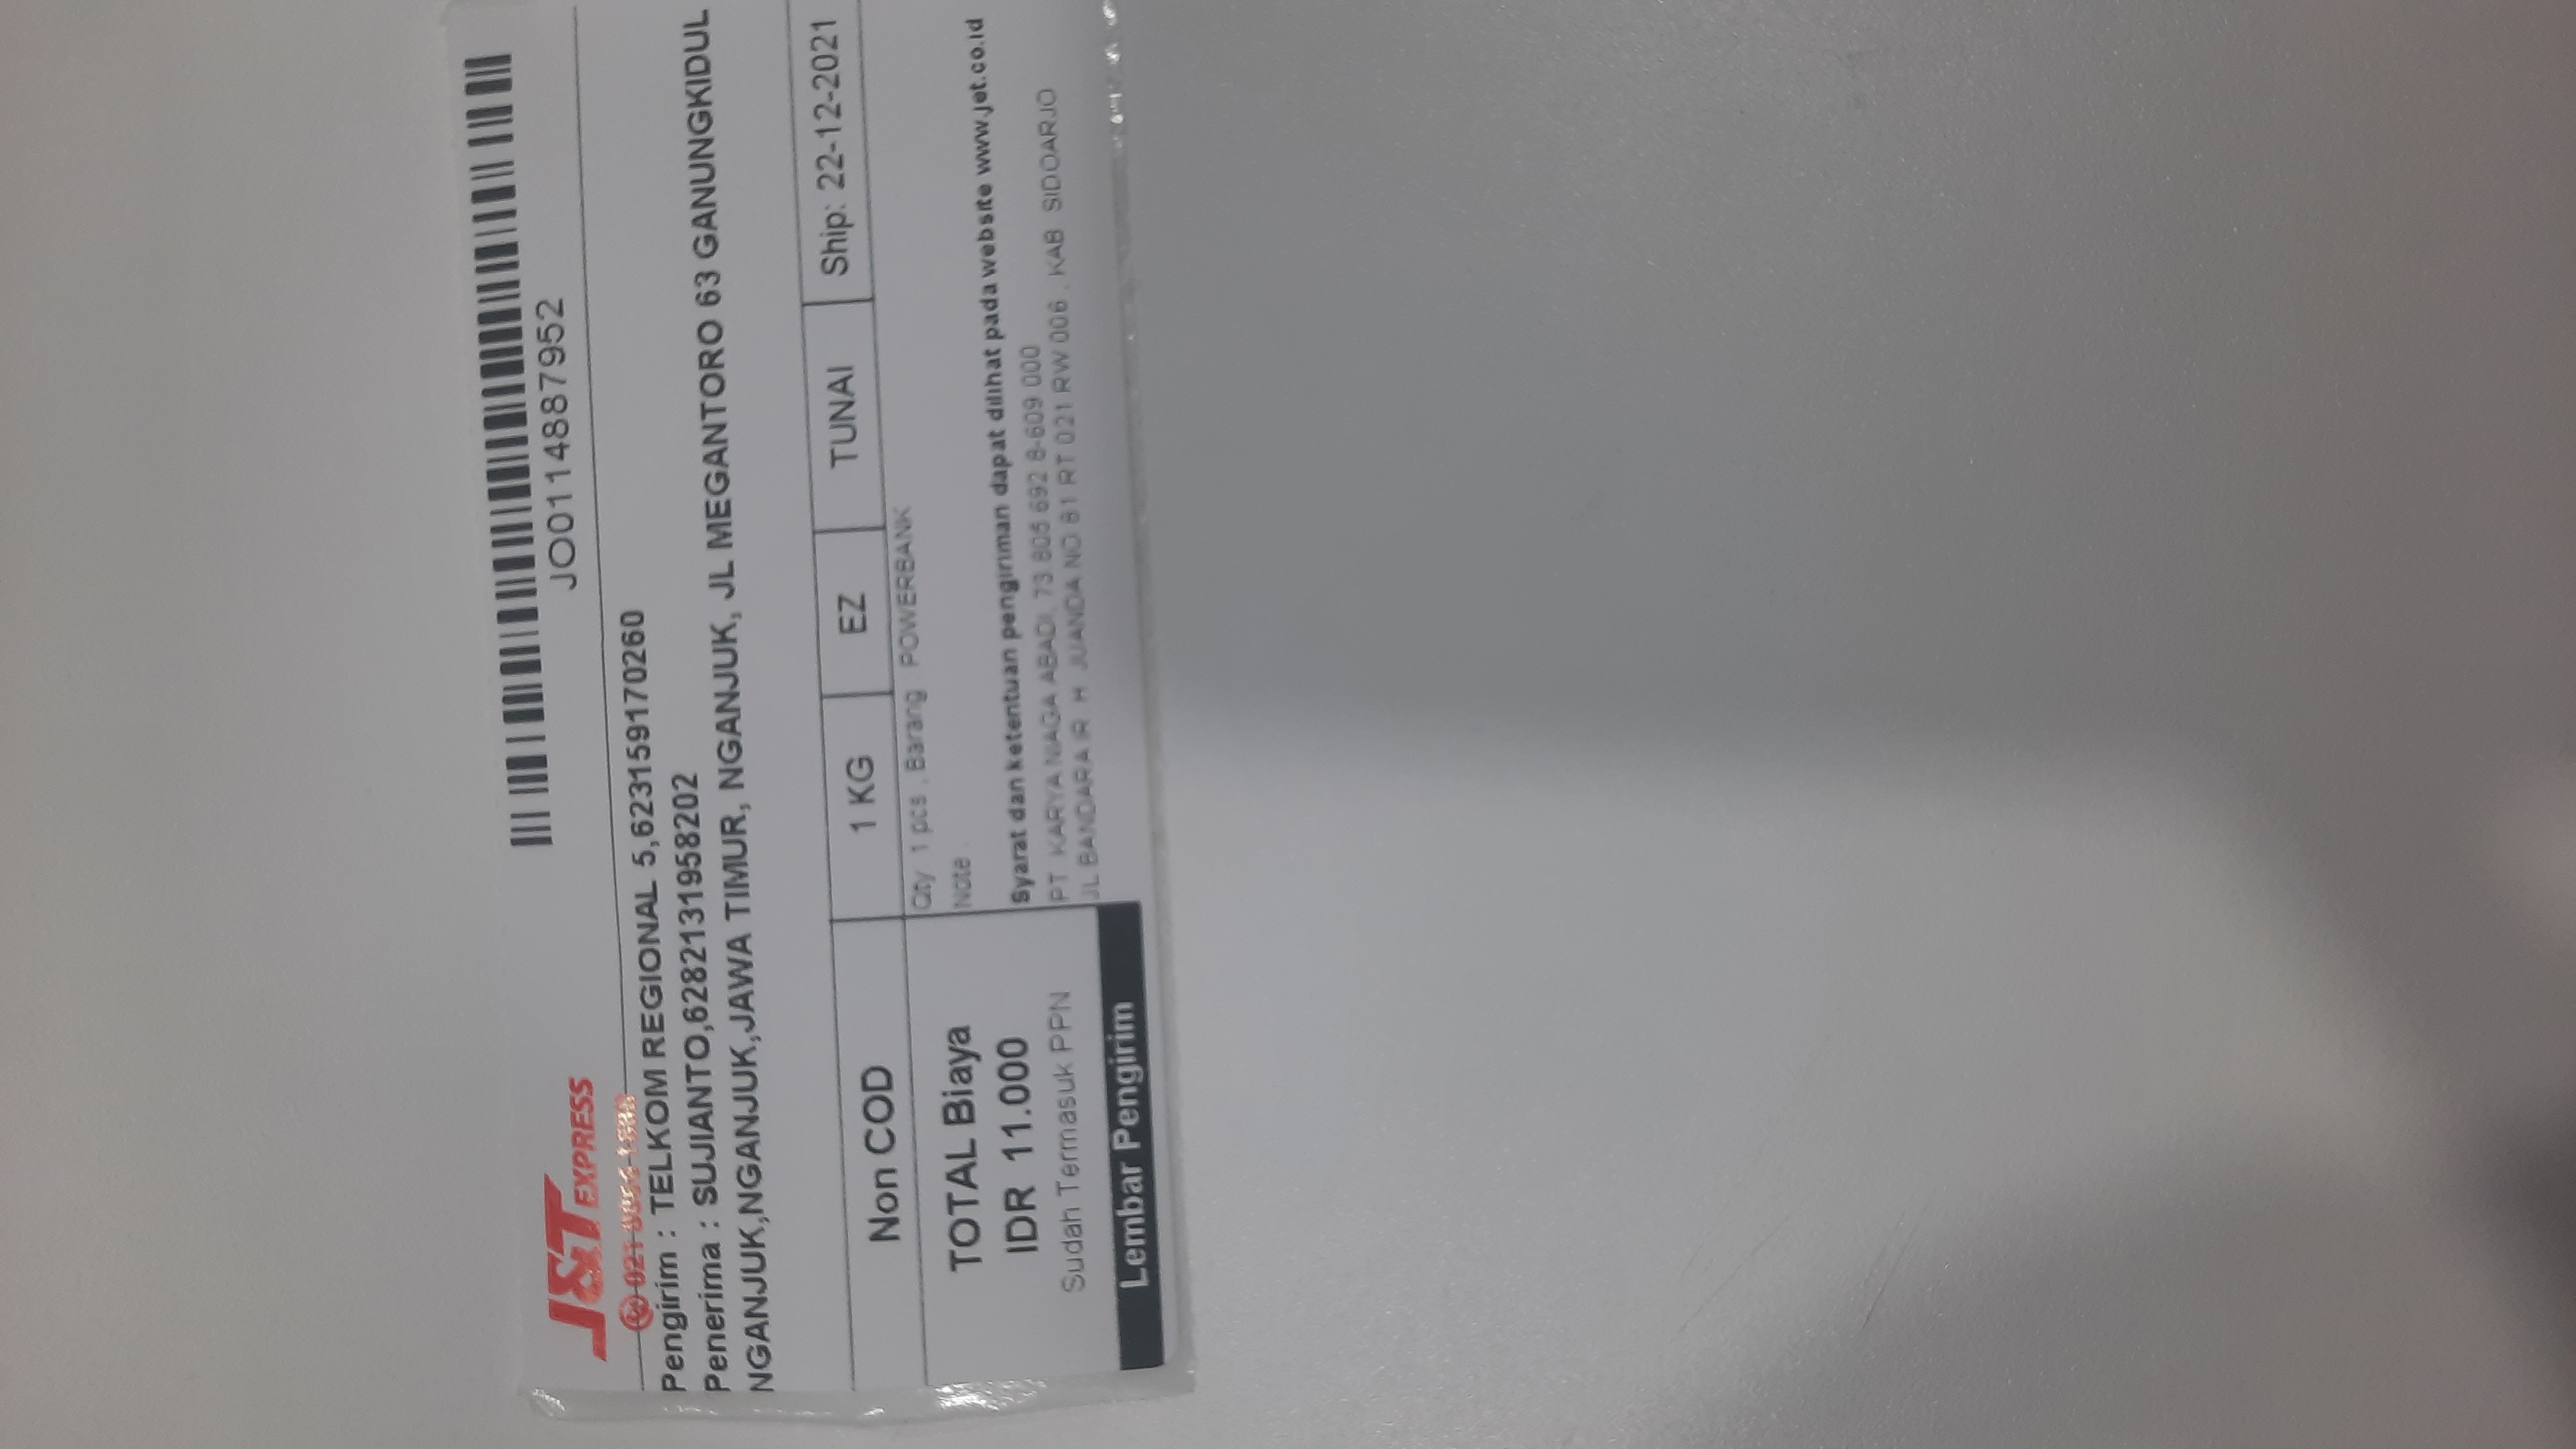 J&T EXPRESS
JO0114887952
021 8066 1888
Pengirim : TELKOM REGIONAL 5,623159170260
Penerima : SUJIANTO,6282131958202
NGANJUK,NGANJUK,JAWA TIMUR, NGANJUK, JL MEGANTORO 63 GANUNGKIDUL
Non COD
1 KG
EZ
TUNAI
Ship: 22-12-2021
TOTAL Biaya
IDR 11.000
Sudah Termasuk PPN
Lembar Pengirim
Qty 1 pcs , Barang POWERBANK
Note
Syarat dan ketentuan pengiriman dapat dilihat pada website www.jet.co.id
PT KARYA NIAGA ABADI, 73 805 692 8-609 000
JL BANDARA IR H JUANDA NO 81 RT 021 RW 006 , KAB SIDOARJO